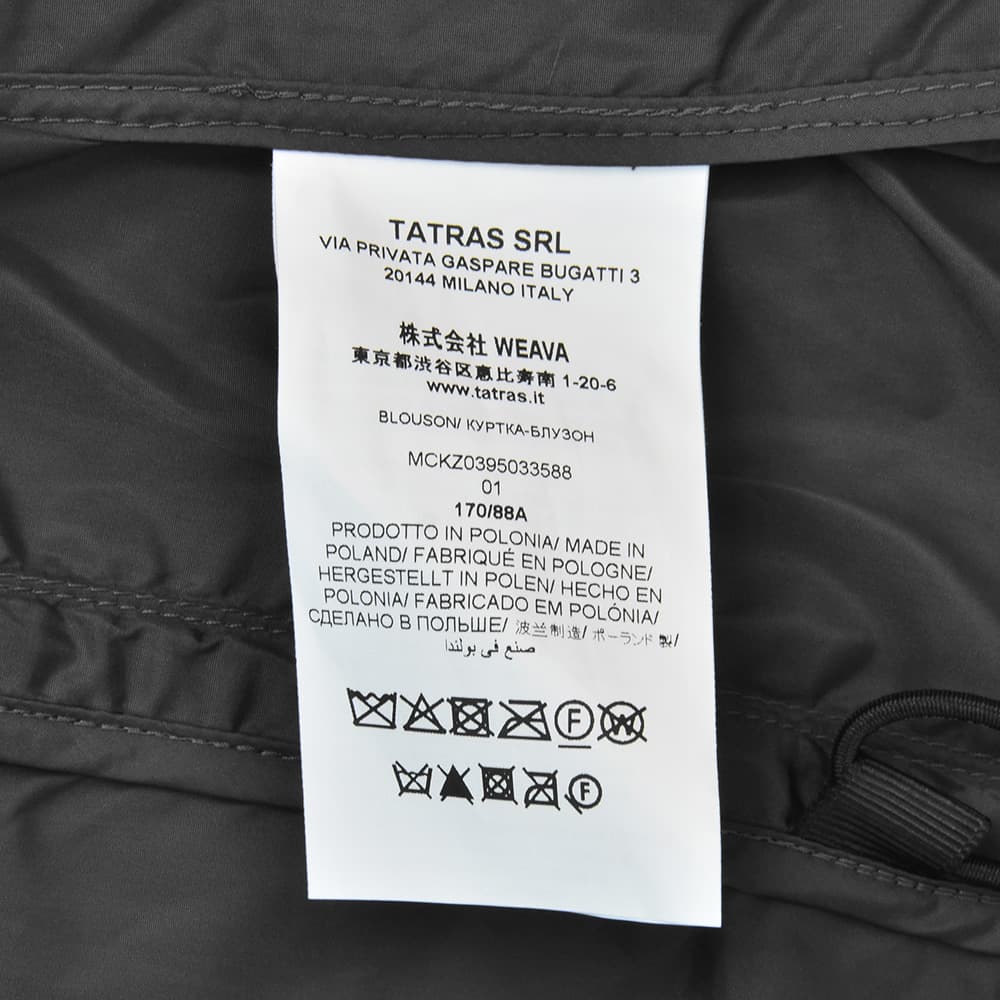 TATRAS SRL
VIA PRIVATA GASPARE BUGATTI 3
20144 MILANO ITALY
株式会社 WEAVA
東京都渋谷区恵比寿南 1-20-6
www.tatras.it
BLOUSON/ КУРТКА-БЛУЗОН
MCKZ0395033588
01
170/88A
PRODOTTO IN POLONIA/ MADE IN
POLAND/ FABRIQUÉ EN POLOGNE/
HERGESTELLT IN POLEN/ HECHO EN
POLONIA/ FABRICADO EM POLÓNIA/
СДЕЛАНО В ПОЛЬШЕ/ 波兰制造/ ポーランド製/
صنع في بولندا
F W
F